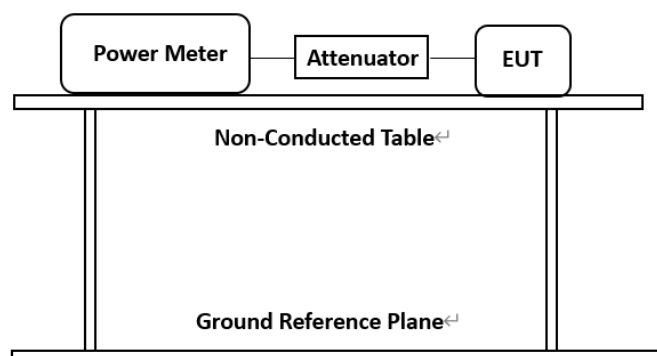 Power Meter
Attenuator
EUT
Non-Conducted Table↵
Ground Reference Plane↵